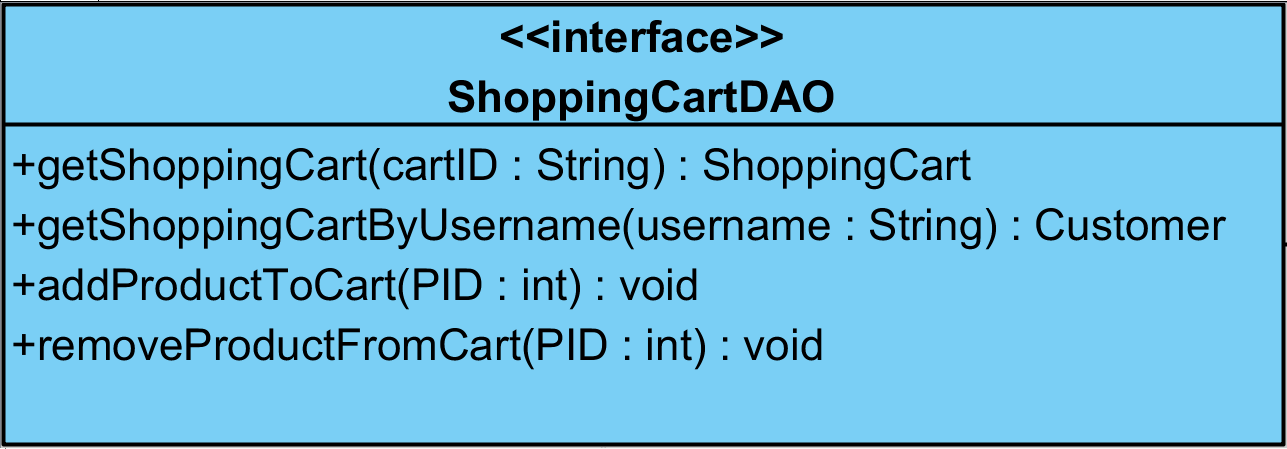 <<interface>>
ShoppingCartDAO
+getShoppingCart(cartID : String) : ShoppingCart
+getShoppingCartByUsername(username : String) : Customer
+addProductToCart(PID : int) : void
+removeProductFromCart(PID : int) : void